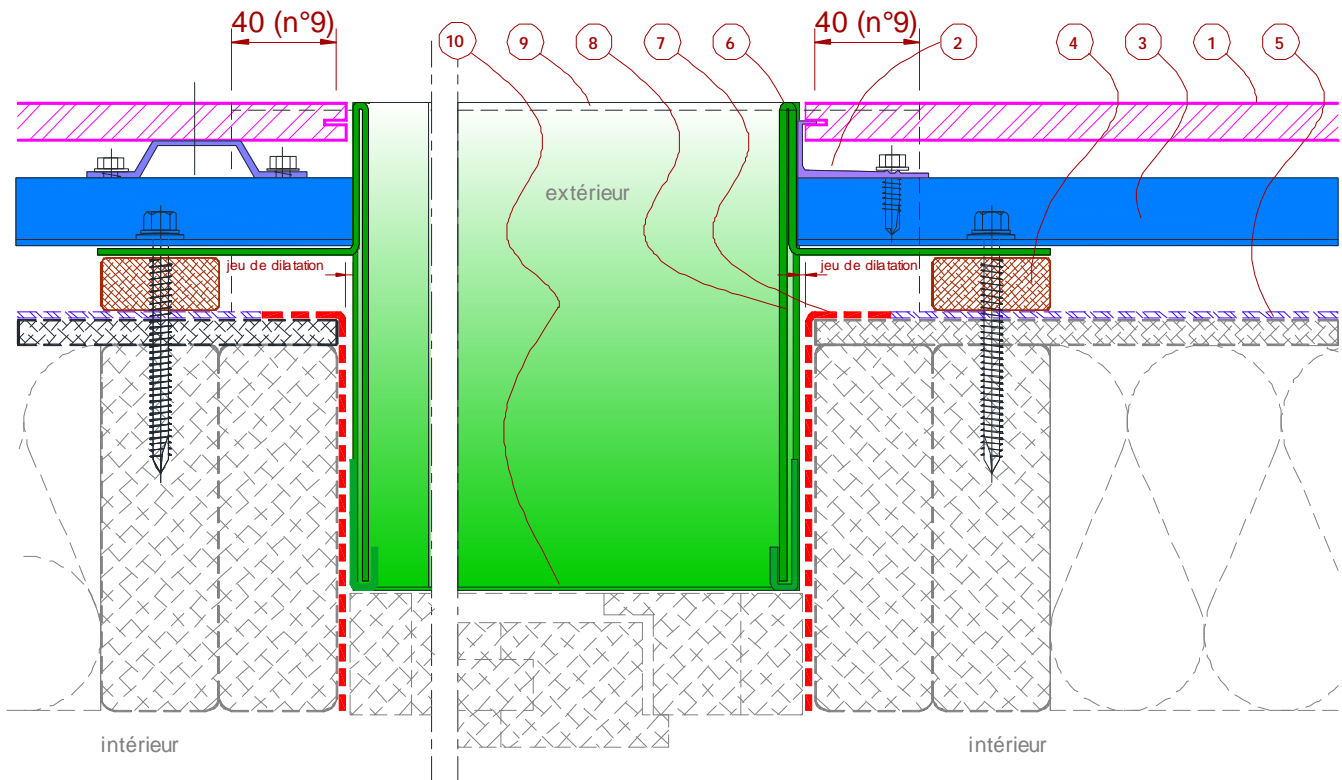 40 (n°9)
10
9
8
7
6
40 (n°9)
2
4
3
1
5
extérieur
jeu de dilatation
jeu de dilatation
intérieur
intérieur